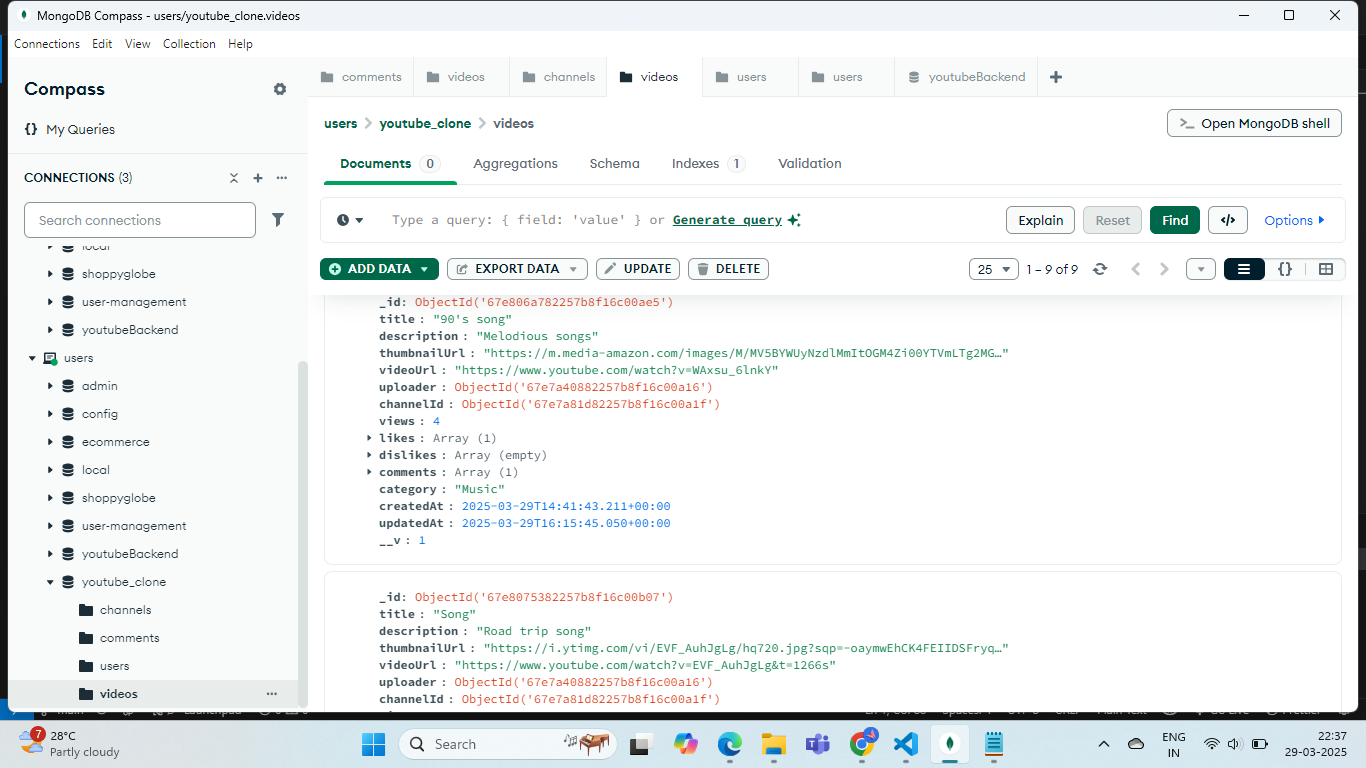 MongoDB Compass - users/youtube_clone.videos
Connections Edit View Collection Help
Compass
{} My Queries
CONNECTIONS (3)
Search connections
local
shoppyglobe
user-management
youtubeBackend
users
admin
config
ecommerce
local
shoppyglobe
user-management
youtubeBackend
youtube_clone
channels
comments
users
videos
comments videos channels videos users users youtubeBackend
users > youtube_clone > videos
>_ Open MongoDB shell
Documents 0 Aggregations Schema Indexes 1 Validation
Type a query: { field: 'value' } or Generate query
Explain Reset Find </> Options
ADD DATA EXPORT DATA UPDATE DELETE
25 1 – 9 of 9
{}
_id: ObjectId('67e806a782257b8f16c00ae5')
title : "90's song"
description : "Melodious songs"
thumbnailUrl : "https://m.media-amazon.com/images/M/MV5BYWUyNzdlMmItOGM4Zi00YTVmLTg2MG…"
videoUrl : "https://www.youtube.com/watch?v=WAxsu_6lnkY"
uploader : ObjectId('67e7a40882257b8f16c00a16')
channelId : ObjectId('67e7a81d82257b8f16c00a1f')
views : 4
likes : Array (1)
dislikes : Array (empty)
comments : Array (1)
category : "Music"
createdAt : 2025-03-29T14:41:43.211+00:00
updatedAt : 2025-03-29T16:15:45.050+00:00
__v : 1
_id: ObjectId('67e8075382257b8f16c00b07')
title : "Song"
description : "Road trip song"
thumbnailUrl : "https://i.ytimg.com/vi/EVF_AuhJgLg/hq720.jpg?sqp=-oaymwEhCK4FEIIDSFryq…"
videoUrl : "https://www.youtube.com/watch?v=EVF_AuhJgLg&t=1266s"
uploader : ObjectId('67e7a40882257b8f16c00a16')
channelId : ObjectId('67e7a81d82257b8f16c00a1f')
7
28°C
Partly cloudy
Search
ENG
IN
22:37
29-03-2025